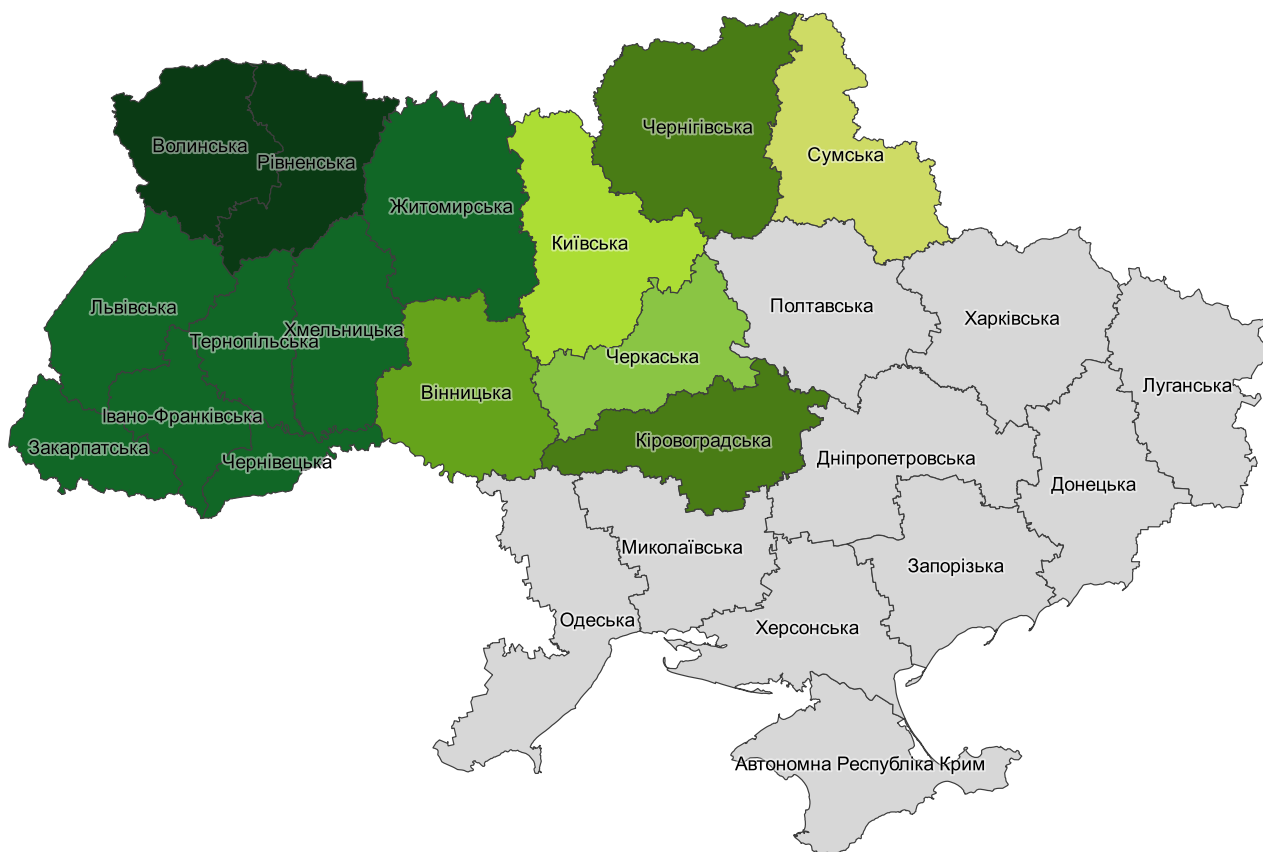 Чернігівська
Сумська
Волинська
Рівненська
Житомирська
Київська
Львівська
Полтавська
Харківська
Хмельницька
Тернопільська
Черкаська
Луганська
Вінницька
Івано-Франківська
Кіровоградська
Закарпатська
Чернівецька
Дніпропетровська
Донецька
Миколаївська
Запорізька
Одеська
Херсонська
Автономна Республіка Крим